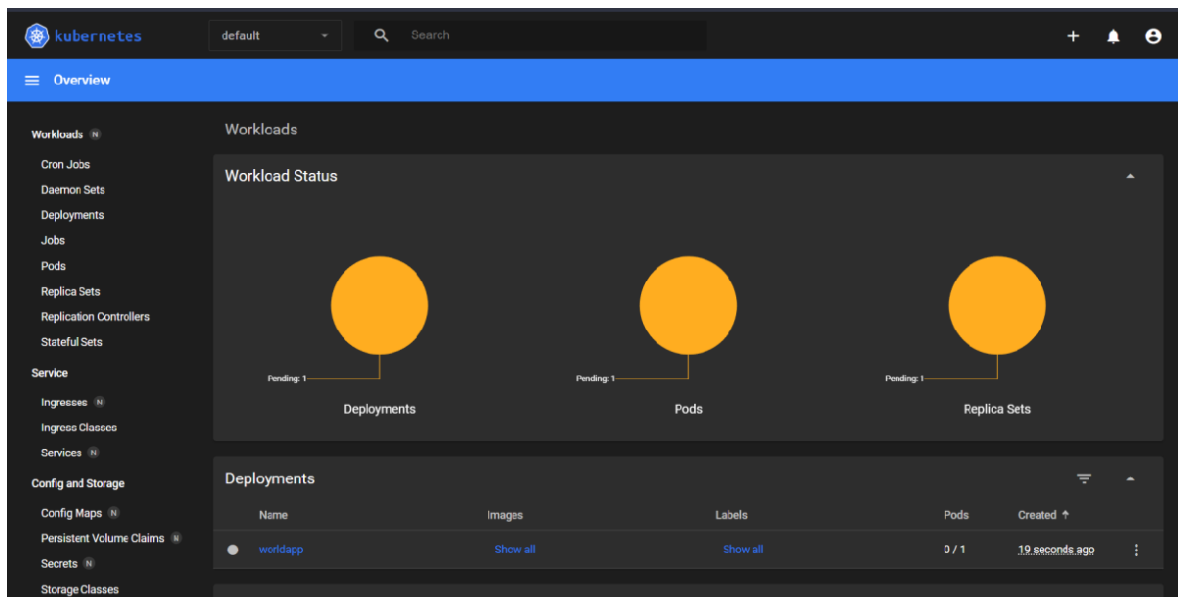 kubernetes
default
Search
Overview
Workloads N
Cron Jobs
Daemon Sets
Deployments
Jobs
Pods
Replica Sets
Replication Controllers
Stateful Sets
Service
Ingresses N
Ingress Classes
Services N
Config and Storage
Config Maps N
Persistent Volume Claims N
Secrets N
Storage Classes
Workloads
Workload Status
Pending: 1
Deployments
Pending: 1
Pods
Pending: 1
Replica Sets
Deployments
Name Images Labels Pods Created ↑
worldapp Show all Show all 0 / 1 19 seconds ago